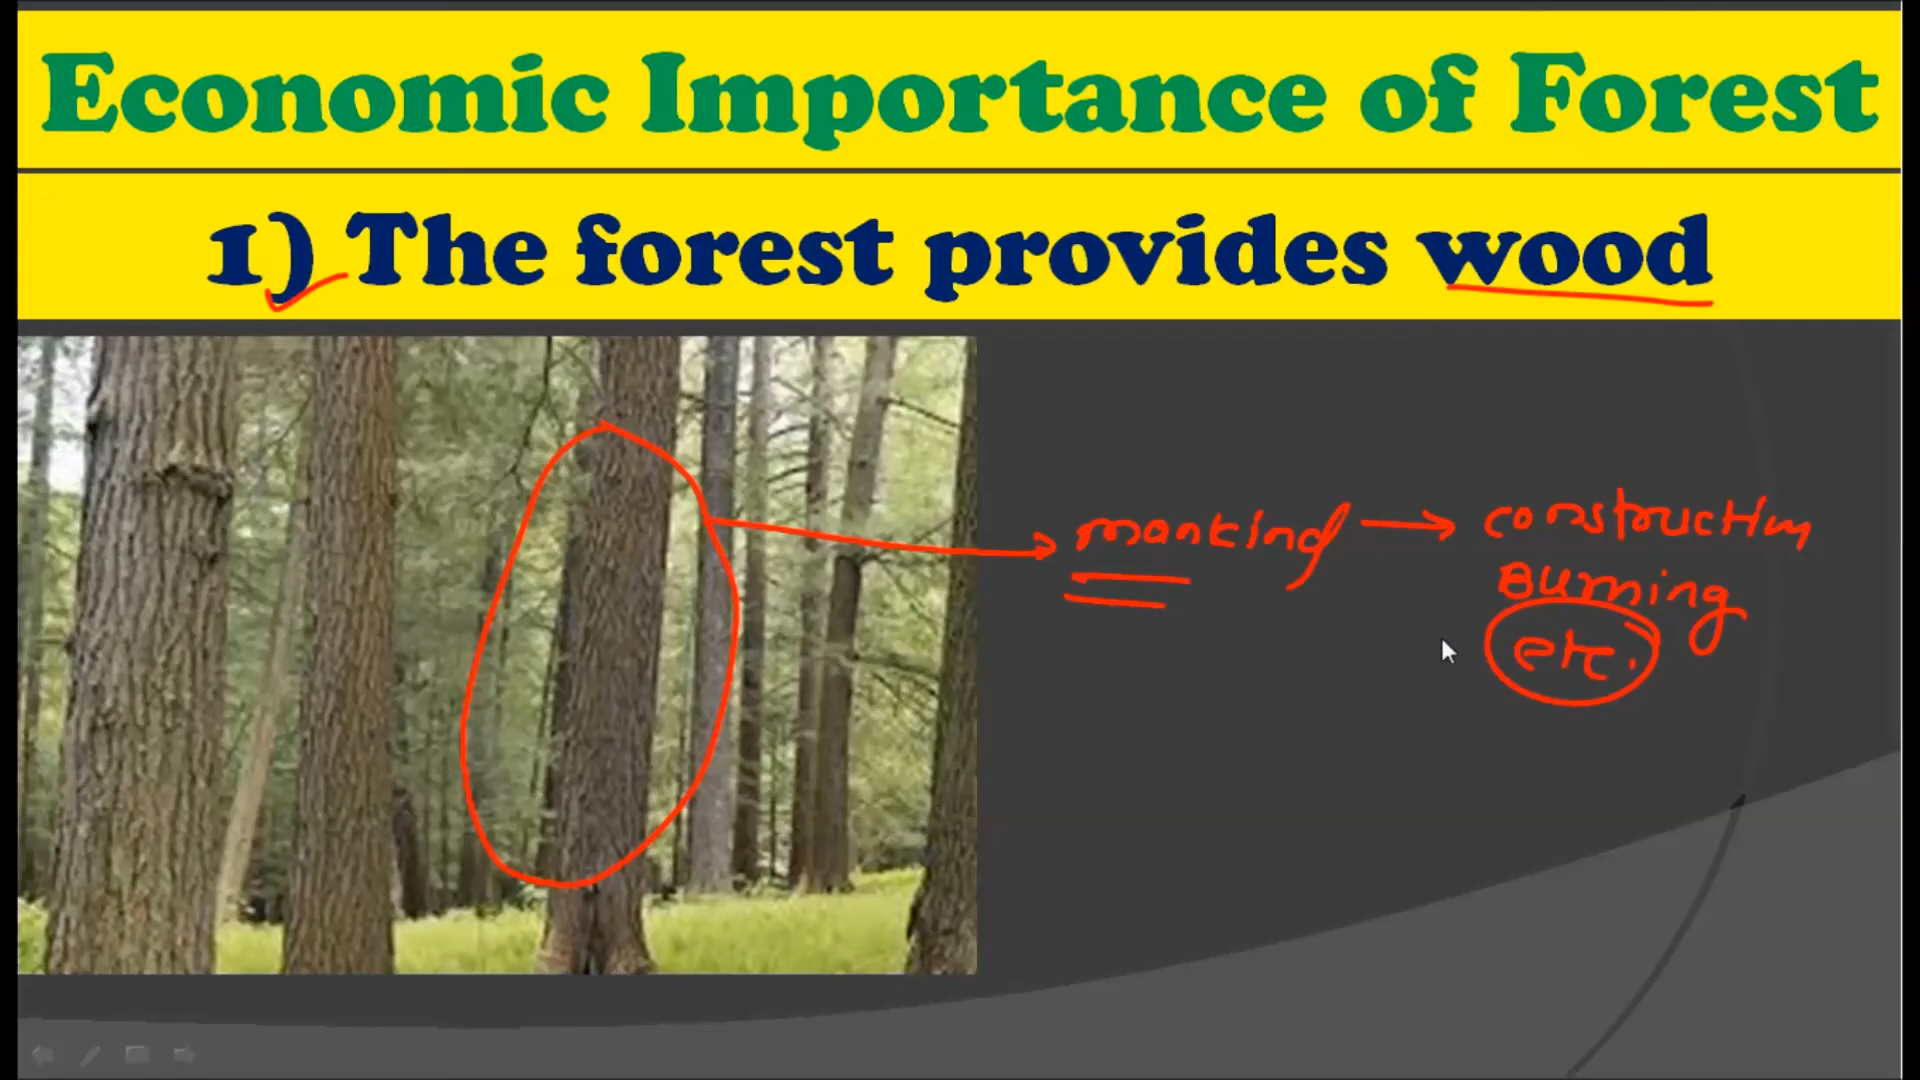 Economic Importance of Forest
1) The forest provides wood
mankind → construction
Burning
etc.